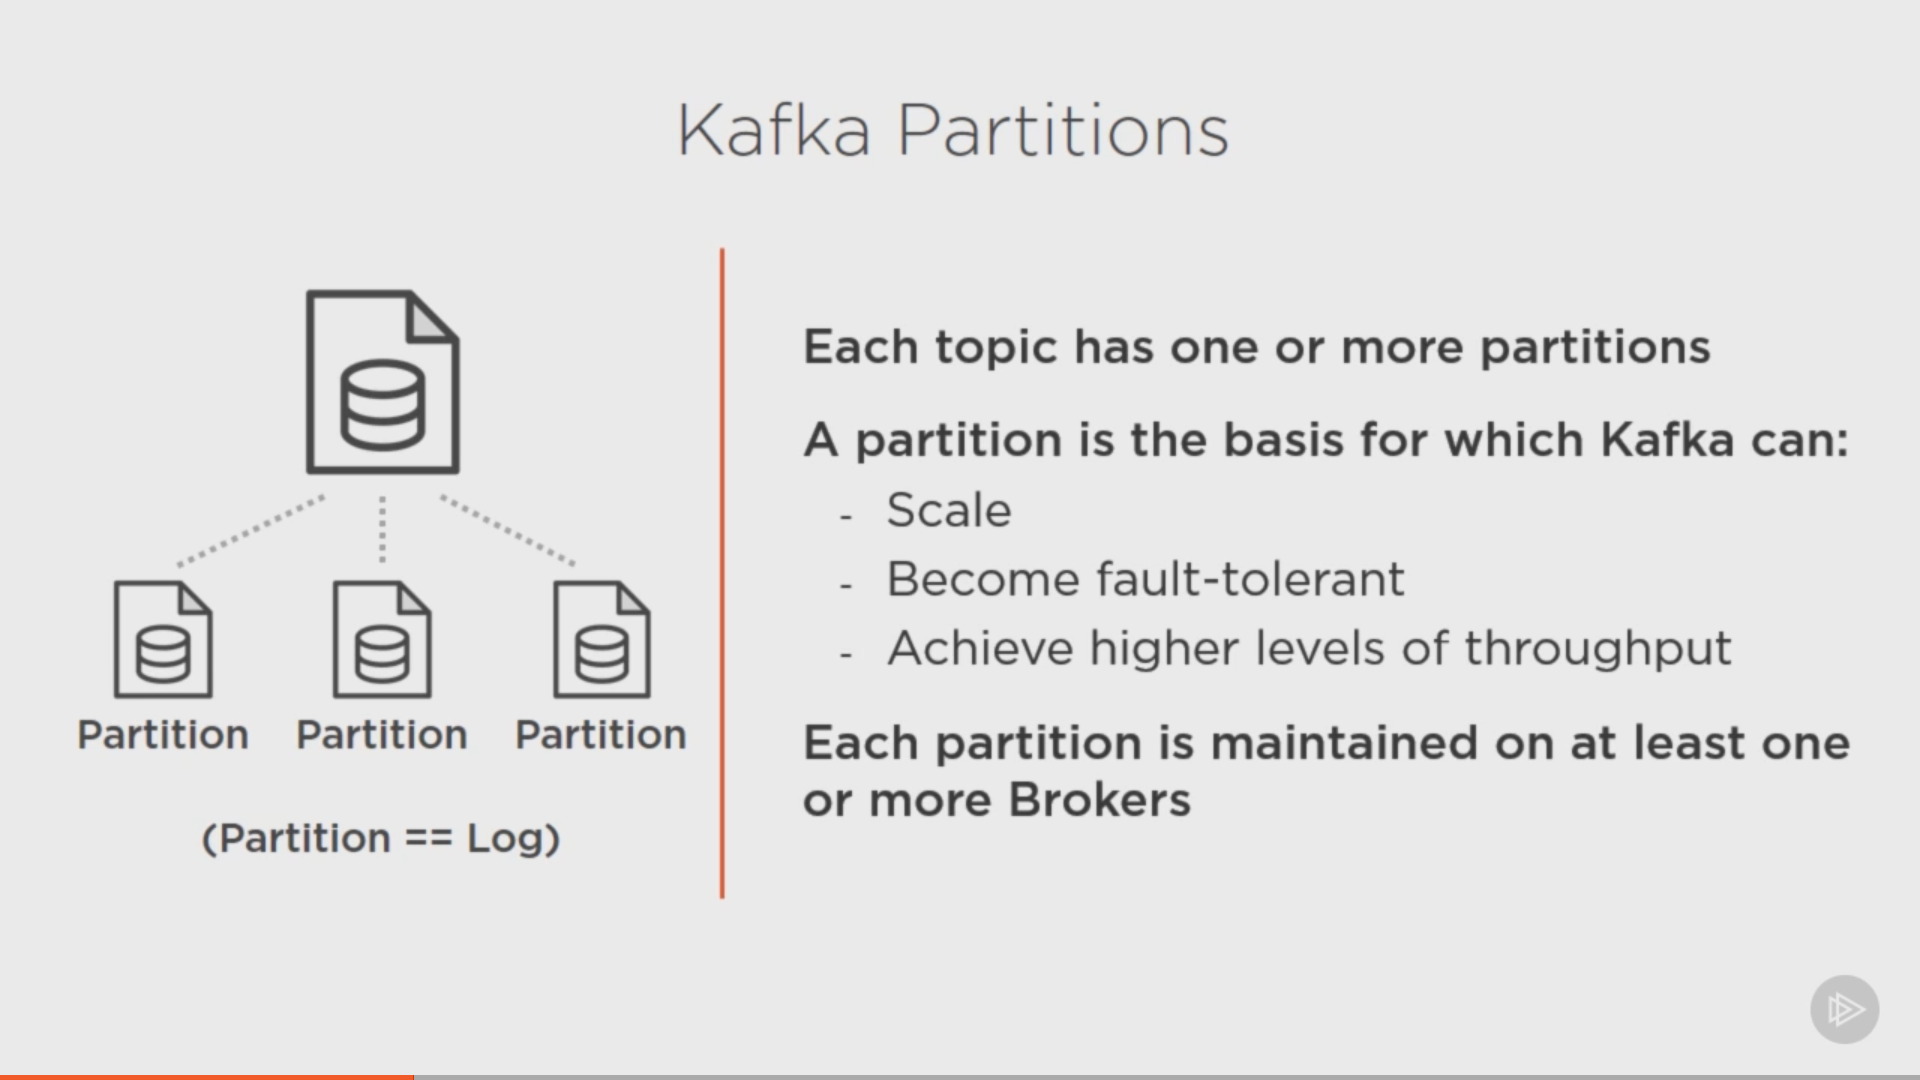 Kafka Partitions
Partition Partition Partition
(Partition == Log)
Each topic has one or more partitions
A partition is the basis for which Kafka can:
- Scale
- Become fault-tolerant
- Achieve higher levels of throughput
Each partition is maintained on at least one
or more Brokers